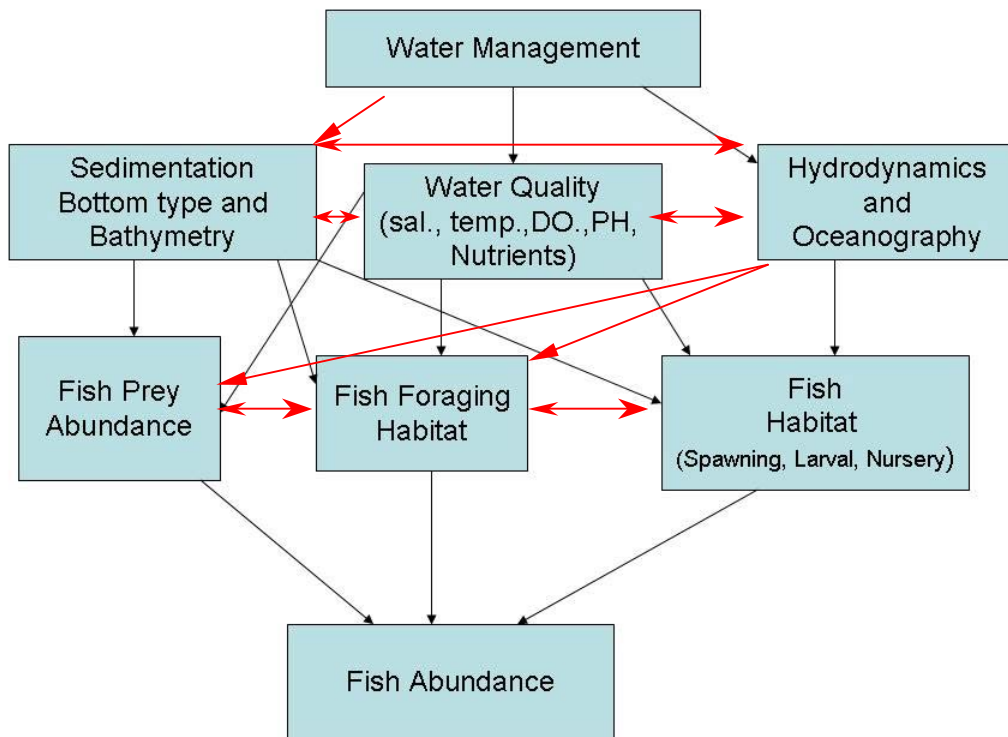 Water Management
Sedimentation
Bottom type and
Bathymetry
Water Quality
(sal., temp.,DO.,PH,
Nutrients)
Hydrodynamics
and
Oceanography
Fish Prey
Abundance
Fish Foraging
Habitat
Fish
Habitat
(Spawning, Larval, Nursery)
Fish Abundance